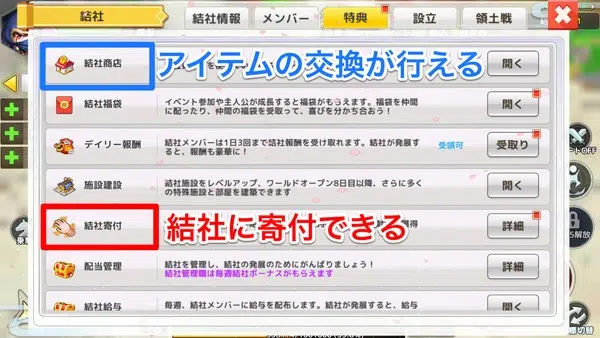 結社
結社情報
メンバー
特典
設立
領土戦
結社商店
アイテムの交換が行える
開く
結社福袋
イベント参加や主人公が成長すると福袋がもらえます。福袋を仲間
に配ったり、仲間の福袋を受取って、喜びを分かち合おう!
開く
デイリー報酬
結社メンバーは1日3回まで結社報酬を受け取れます。結社が発展す
ると、報酬も豪華に!
受領可
受取り
施設建設
結社施設をレベルアップ、ワールドオープン8日目以降、さらに多く
の特殊施設と部屋を建築できます
開く
結社寄付
結社に寄付できる
獲得
詳細
配当管理
結社を管理し、結社の発展のためにがんばりましょう!
結社管理職は毎週結社ボーナスがもらえます
詳細
結社給与
毎週、結社メンバーに給与を配布します。結社が発展すると、給与
開く
OFF
解放
切替